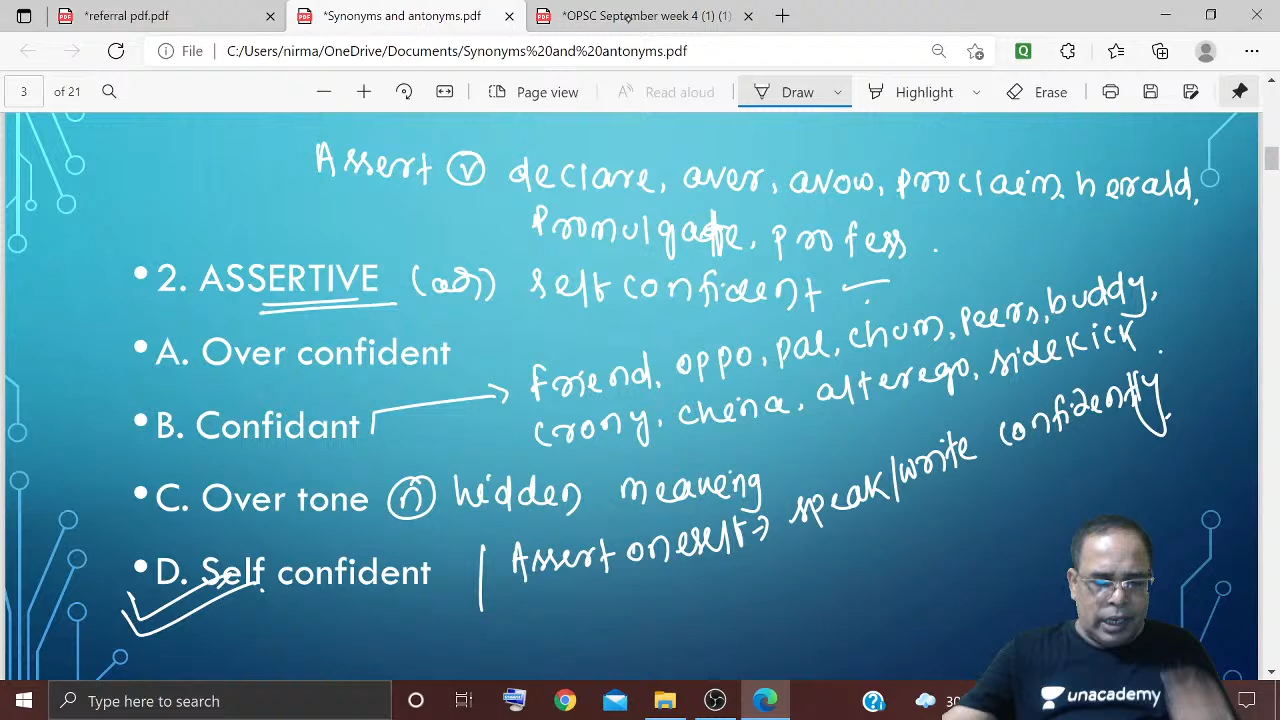 *referral pdf.pdf
*Synonyms and antonyms.pdf
*OPSC September week 4 (1) (1)
File
C:/Users/nirma/OneDrive/Documents/Synonyms%20and%20antonyms.pdf
3 of 21
Page view
Read aloud
Draw
Highlight
Erase
Assert (v) declare, aver, avow, proclaim, herald,
Promulgate, profess.
• 2. ASSERTIVE (adj) self confident
• A. Over confident
• B. Confidant → friend, oppo, pal, chum, peers, buddy,
crony, china, alterego, sidekick.
• C. Over tone (n) hidden meaning
• D. Self confident
Assert oneself → speak/write confidently
unacademy
Type here to search
30